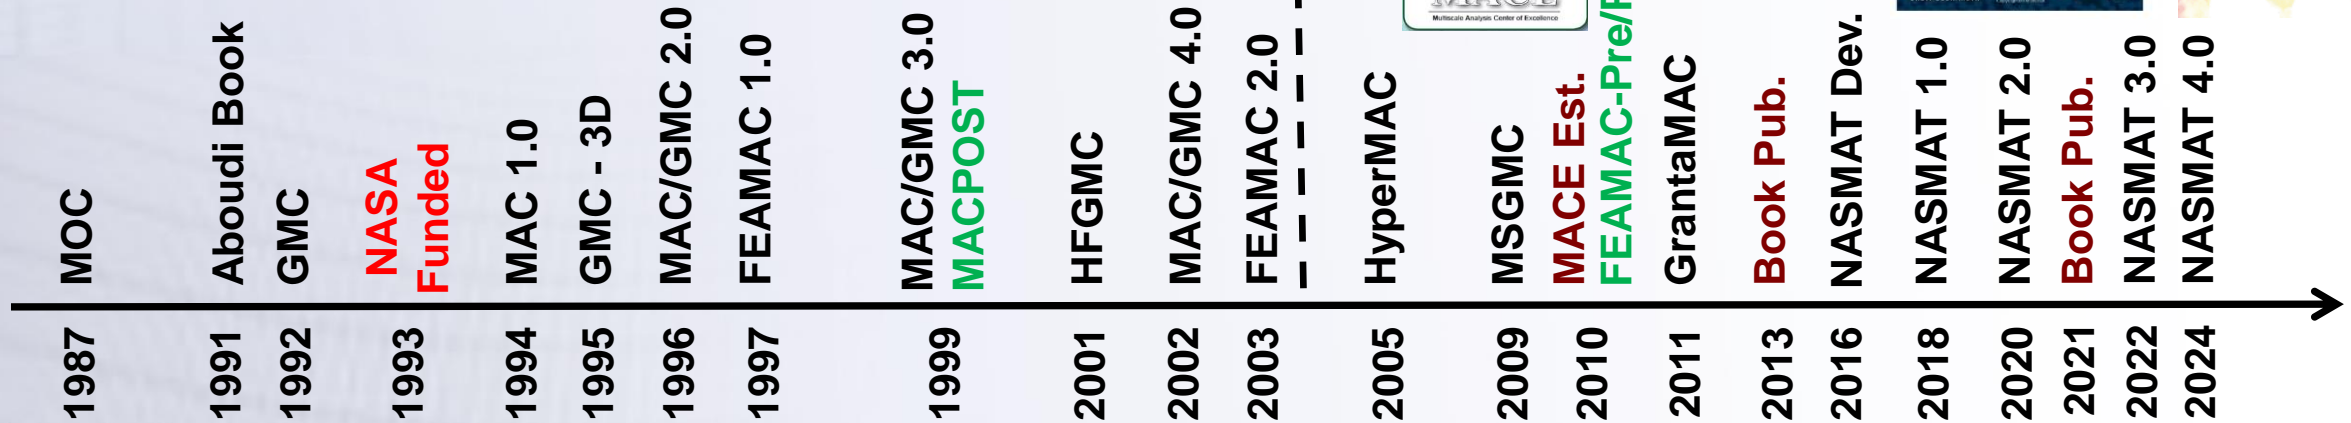 MOC
Aboudi Book
GMC
NASA
Funded
MAC 1.0
GMC - 3D
MAC/GMC 2.0
FEAMAC 1.0
MAC/GMC 3.0
MACPOST
HFGMC
MAC/GMC 4.0
FEAMAC 2.0
HyperMAC
MSGMC
MACE Est.
FEAMAC-Pre/
GrantaMAC
Book Pub.
NASMAT Dev.
NASMAT 1.0
NASMAT 2.0
Book Pub.
NASMAT 3.0
NASMAT 4.0
MACE
Multiscale Analysis Center of Excellence
1987
1991
1992
1993
1994
1995
1996
1997
1999
2001
2002
2003
2005
2009
2010
2011
2013
2016
2018
2020
2021
2022
2024